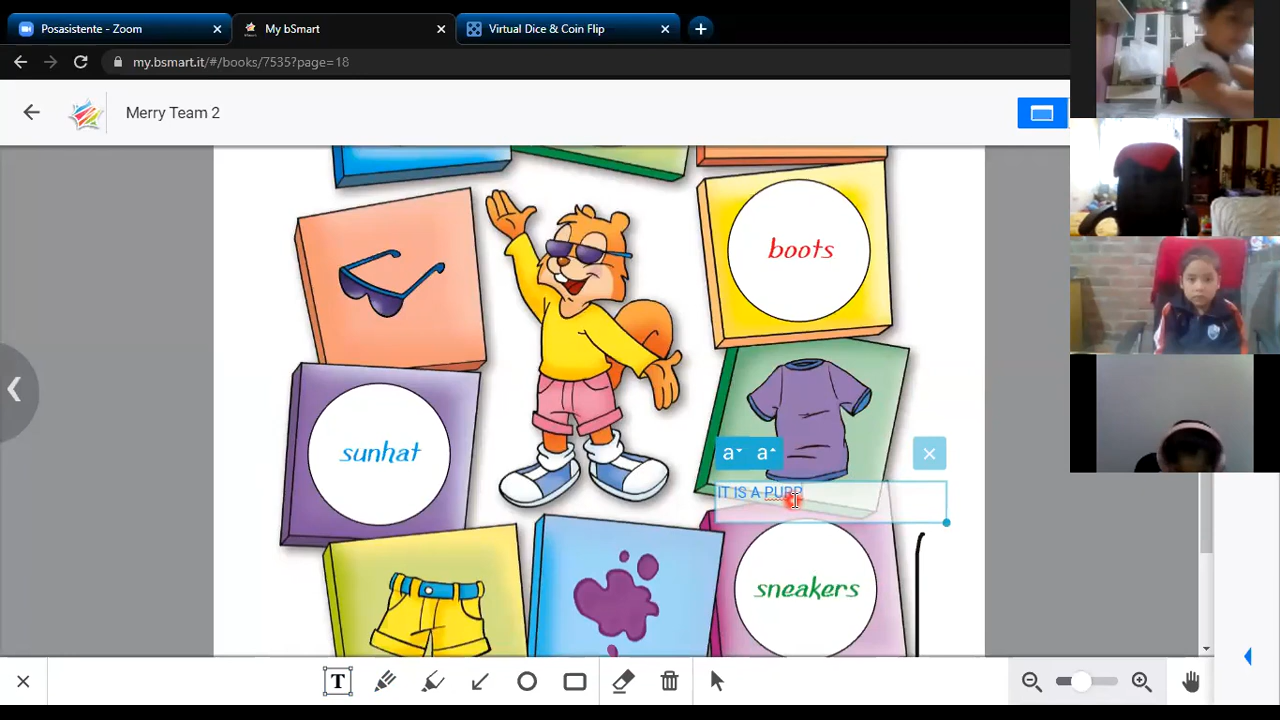 Posasistente - Zoom
My bSmart
Virtual Dice & Coin Flip
my.bsmart.it/#/books/7535?page=18
Merry Team 2
boots
sunhat
a a
IT IS A PURP
sneakers
T